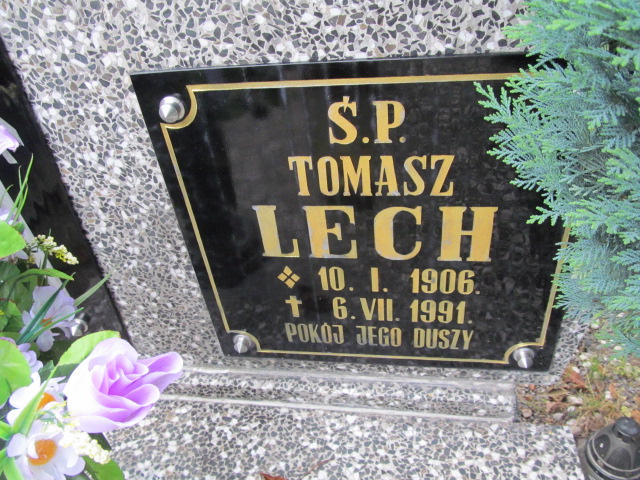 Ś.P.
TOMASZ
LECH
10. I. 1906.
6. VII. 1991.
POKÓJ JEGO DUSZY